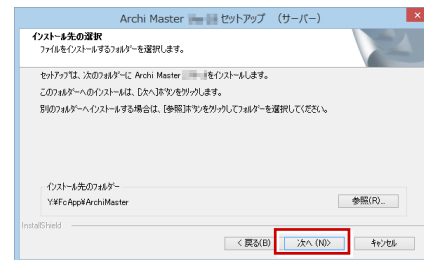 Archi Master セットアップ （サーバー）
インストール先の選択
ファイルをインストールするフォルダーを選択します。
セットアップは、次のフォルダーに Archi Master をインストールします。
このフォルダーへのインストールは、[次へ]ボタンをクリックします。
別のフォルダーへインストールする場合は、[参照]ボタンをクリックしてフォルダーを選択してください。
インストール先のフォルダー
Y:¥FcApp¥ArchiMaster
参照(R)...
InstallShield
< 戻る(B)
次へ (N)>
キャンセル